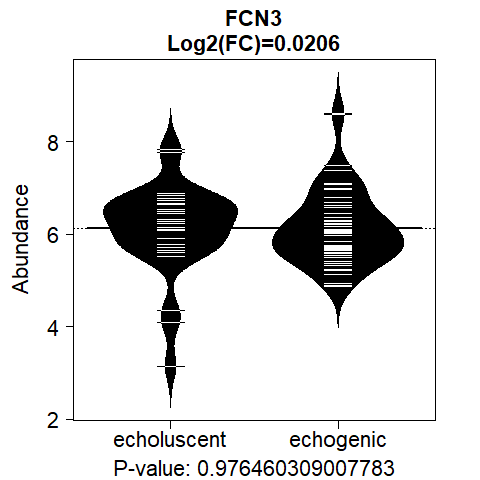 FCN3
Log2(FC)=0.0206
Abundance
8
6
4
2
echoluscent
echogenic
P-value: 0.976460309007783